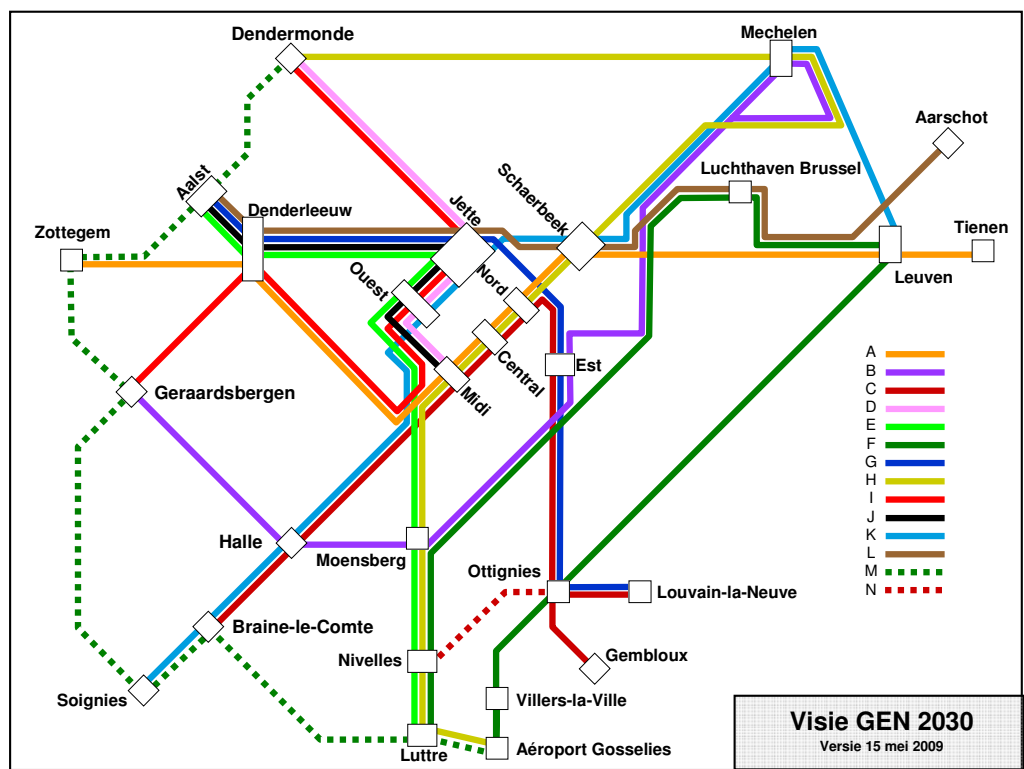 Dendermonde
Mechelen
Aarschot
Aalst
Schaerbeek
Luchthaven Brussel
Denderleeuw
Jette
Zottegem
Tienen
Leuven
Ouest
Nord
Central
Est
Midi
Geraardsbergen
A
B
C
D
E
F
G
H
I
J
K
L
M
N
Halle
Moensberg
Ottignies
Louvain-la-Neuve
Braine-le-Comte
Nivelles
Gembloux
Soignies
Villers-la-Ville
Luttre
Aéroport Gosselies
Visie GEN 2030
Versie 15 mei 2009